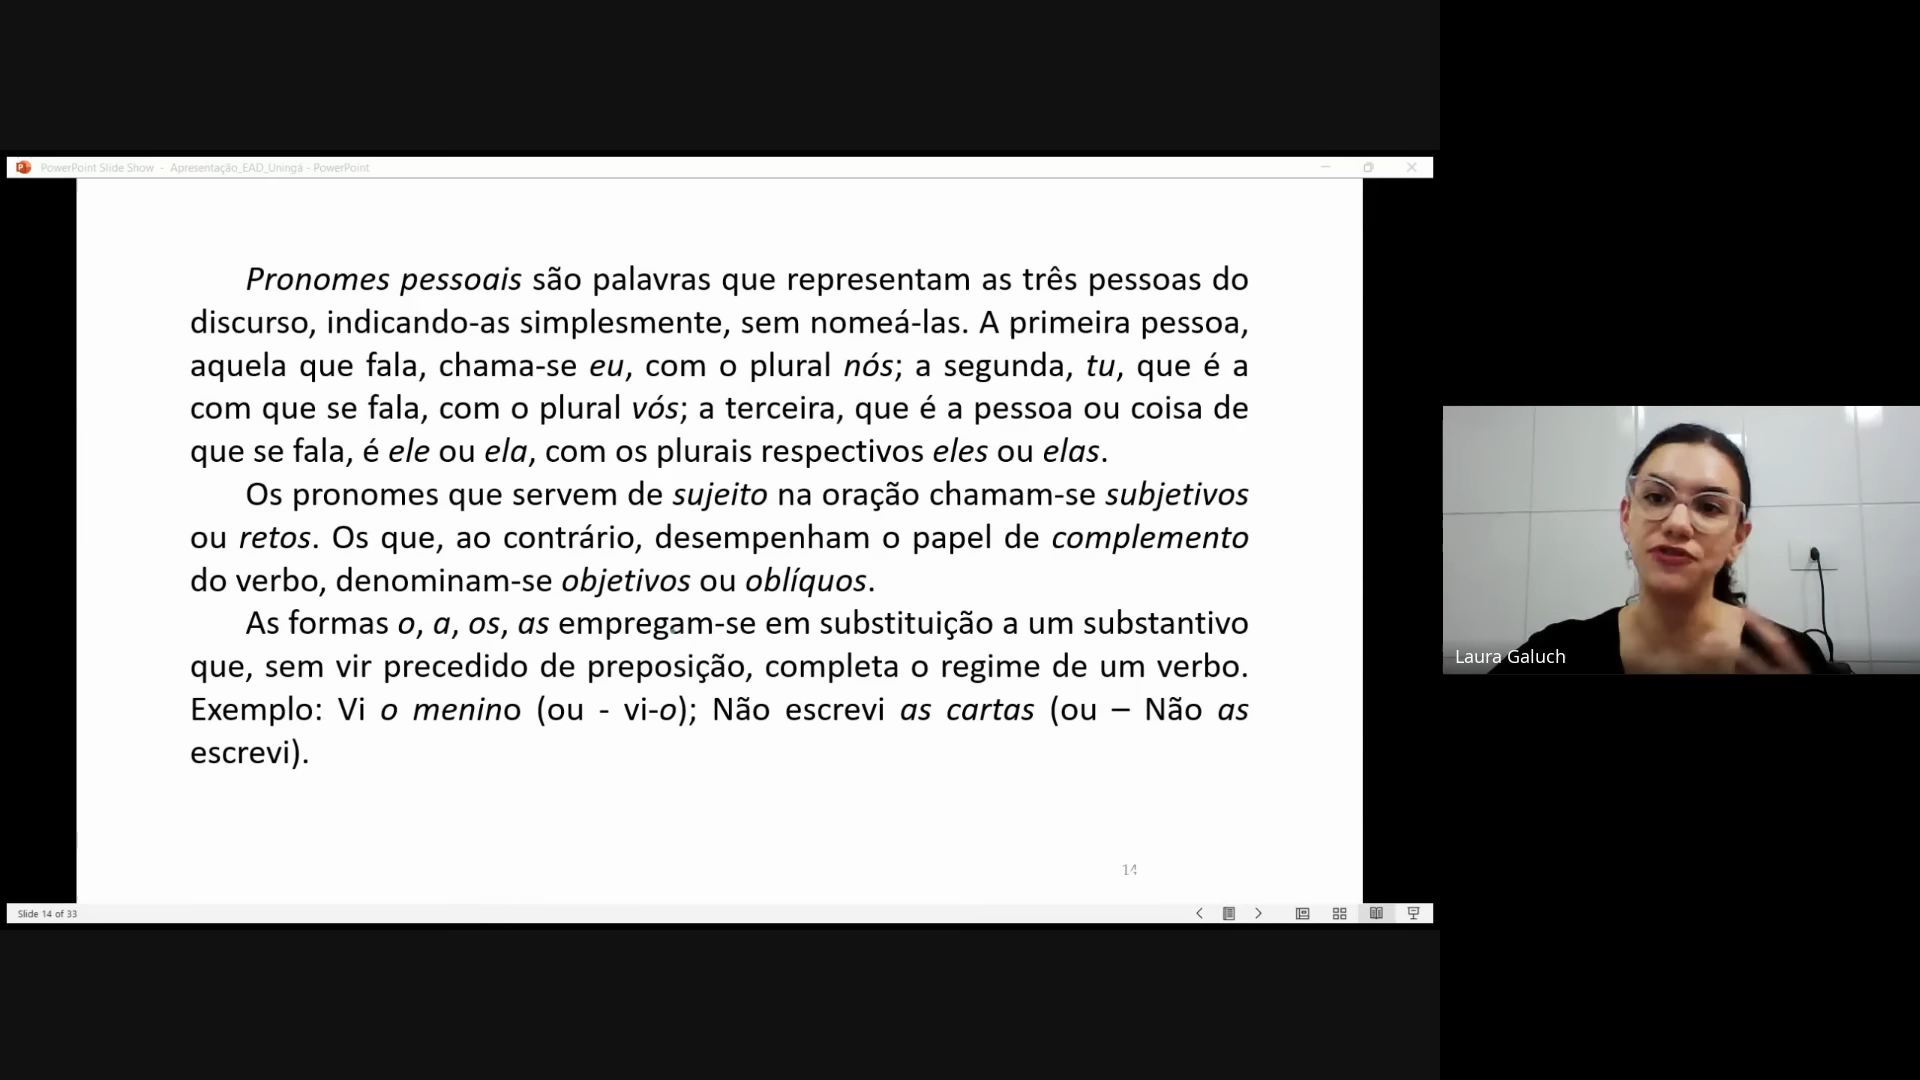 PowerPoint Slide Show - Apresentação_EAD_Uningá - PowerPoint
Pronomes pessoais são palavras que representam as três pessoas do
discurso, indicando-as simplesmente, sem nomeá-las. A primeira pessoa,
aquela que fala, chama-se eu, com o plural nós; a segunda, tu, que é a
com que se fala, com o plural vós; a terceira, que é a pessoa ou coisa de
que se fala, é ele ou ela, com os plurais respectivos eles ou elas.
Os pronomes que servem de sujeito na oração chamam-se subjetivos
ou retos. Os que, ao contrário, desempenham o papel de complemento
do verbo, denominam-se objetivos ou oblíquos.
As formas o, a, os, as empregam-se em substituição a um substantivo
que, sem vir precedido de preposição, completa o regime de um verbo.
Exemplo: Vi o menino (ou - vi-o); Não escrevi as cartas (ou – Não as
escrevi).
14
Slide 14 of 33
Laura Galuch